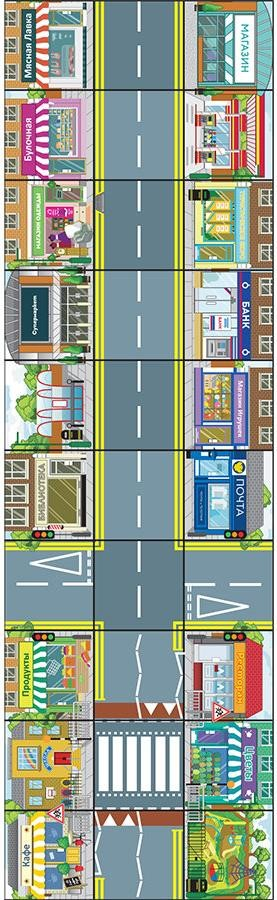 Мясная Лавка
МАГАЗИН
Булочная
МАГАЗИН ОДЕЖДЫ
Супермаркет
БАНК
Магазин Игрушек
БИБЛИОТЕКА
ПОЧТА
Продукты
Ресторан
Цветы
Кафе